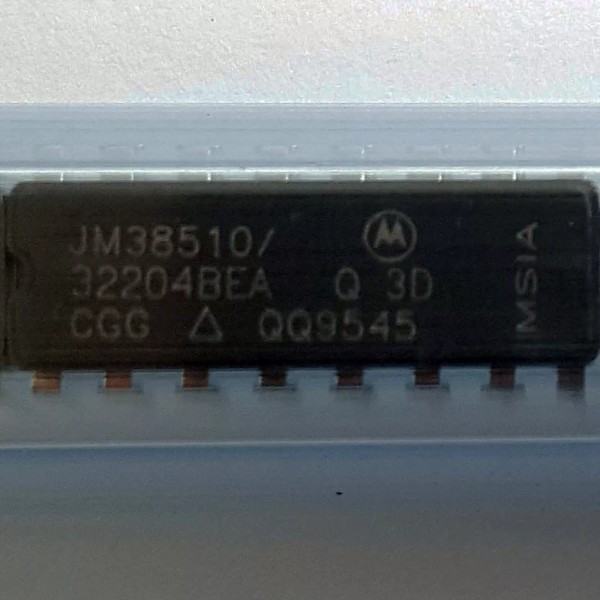 JM38510/
32204BEA Q 3D
CGG △ QQ9545
MSIA